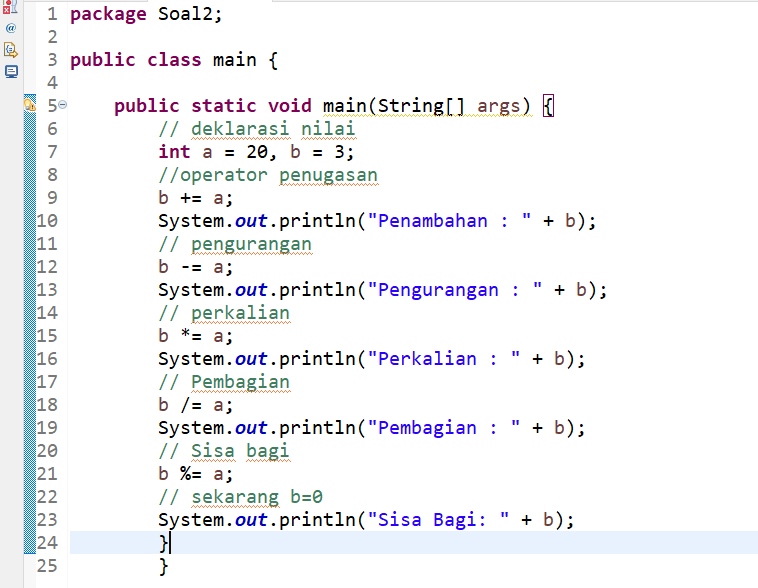 1 package Soal2;
2
3 public class main {
4
5     public static void main(String[] args) {
6         // deklarasi nilai
7         int a = 20, b = 3;
8         //operator penugasan
9         b += a;
10         System.out.println("Penambahan : " + b);
11         // pengurangan
12         b -= a;
13         System.out.println("Pengurangan : " + b);
14         // perkalian
15         b *= a;
16         System.out.println("Perkalian : " + b);
17         // Pembagian
18         b /= a;
19         System.out.println("Pembagian : " + b);
20         // Sisa bagi
21         b %= a;
22         // sekarang b=0
23         System.out.println("Sisa Bagi: " + b);
24         }
25         }